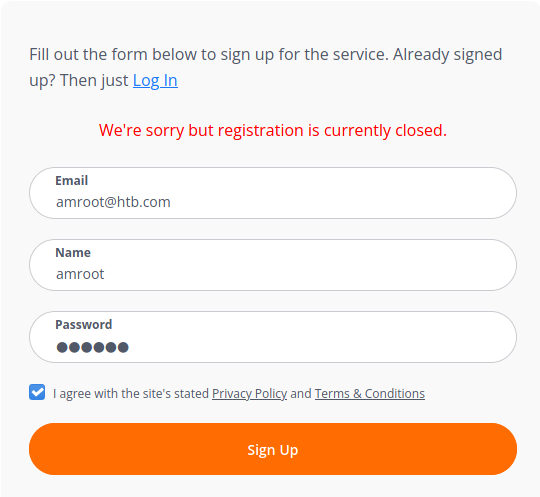 Fill out the form below to sign up for the service. Already signed
up? Then just Log In
We're sorry but registration is currently closed.
Email
amroot@htb.com
Name
amroot
Password
●●●●●●
I agree with the site's stated Privacy Policy and Terms & Conditions
Sign Up